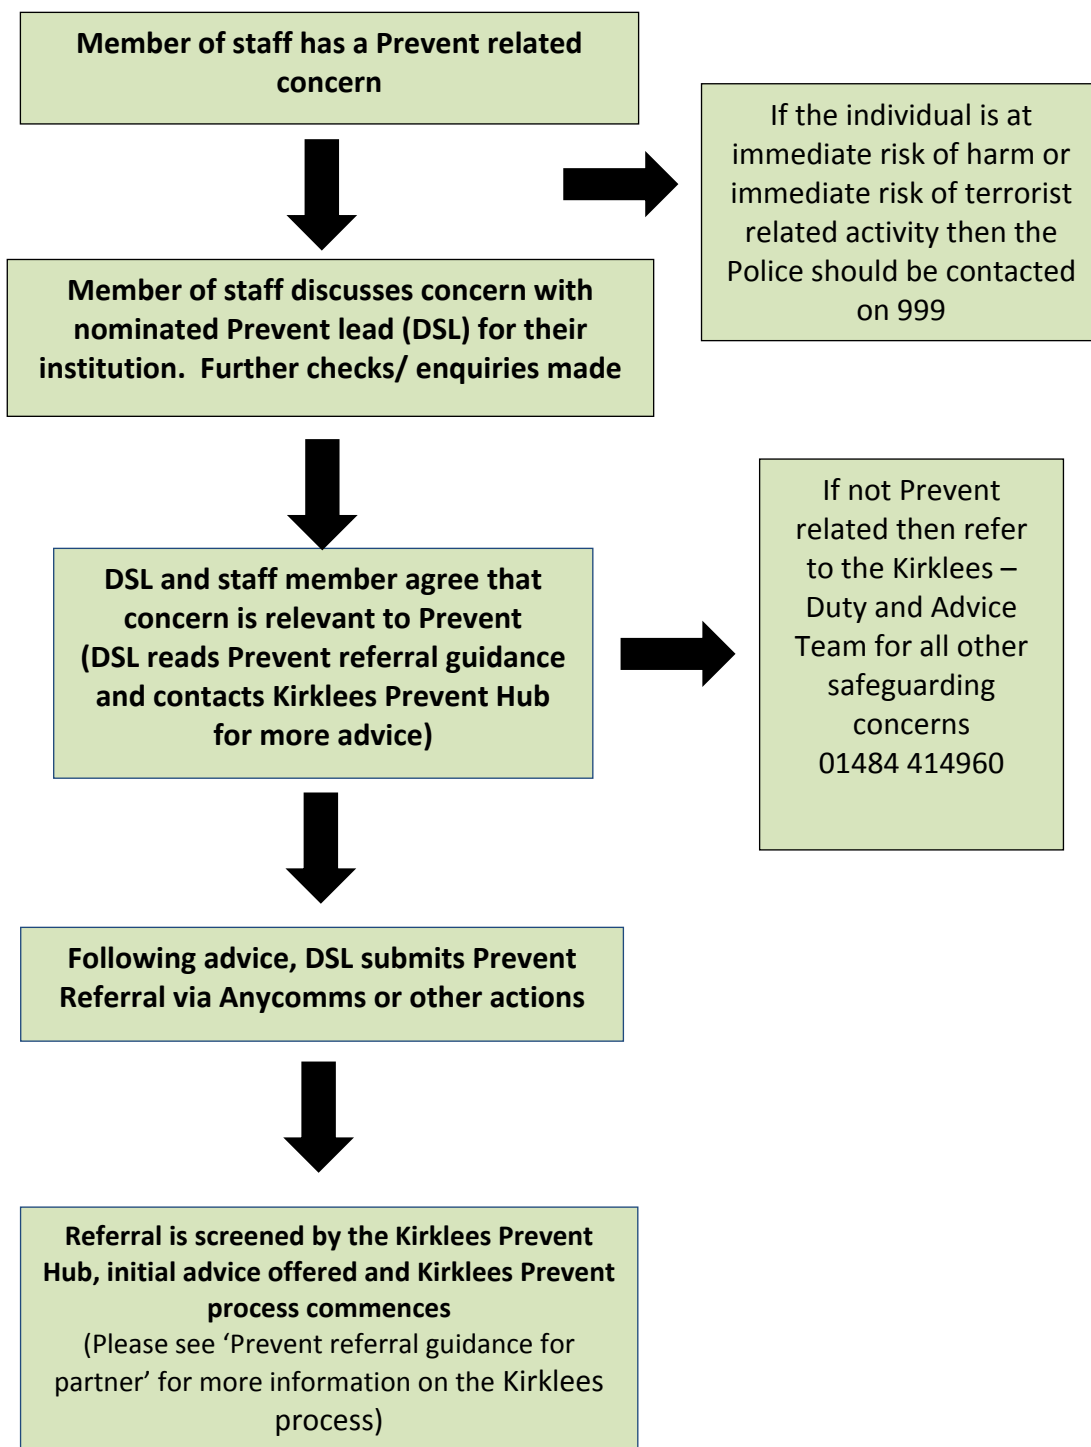 Member of staff has a Prevent related
concern
If the individual is at
immediate risk of harm or
immediate risk of terrorist
related activity then the
Police should be contacted
on 999
Member of staff discusses concern with
nominated Prevent lead (DSL) for their
institution.  Further checks/ enquiries made
DSL and staff member agree that
concern is relevant to Prevent
(DSL reads Prevent referral guidance
and contacts Kirklees Prevent Hub
for more advice)
If not Prevent
related then refer
to the Kirklees –
Duty and Advice
Team for all other
safeguarding
concerns
01484 414960
Following advice, DSL submits Prevent
Referral via Anycomms or other actions
Referral is screened by the Kirklees Prevent
Hub, initial advice offered and Kirklees Prevent
process commences
(Please see ‘Prevent referral guidance for
partner’ for more information on the Kirklees
process)